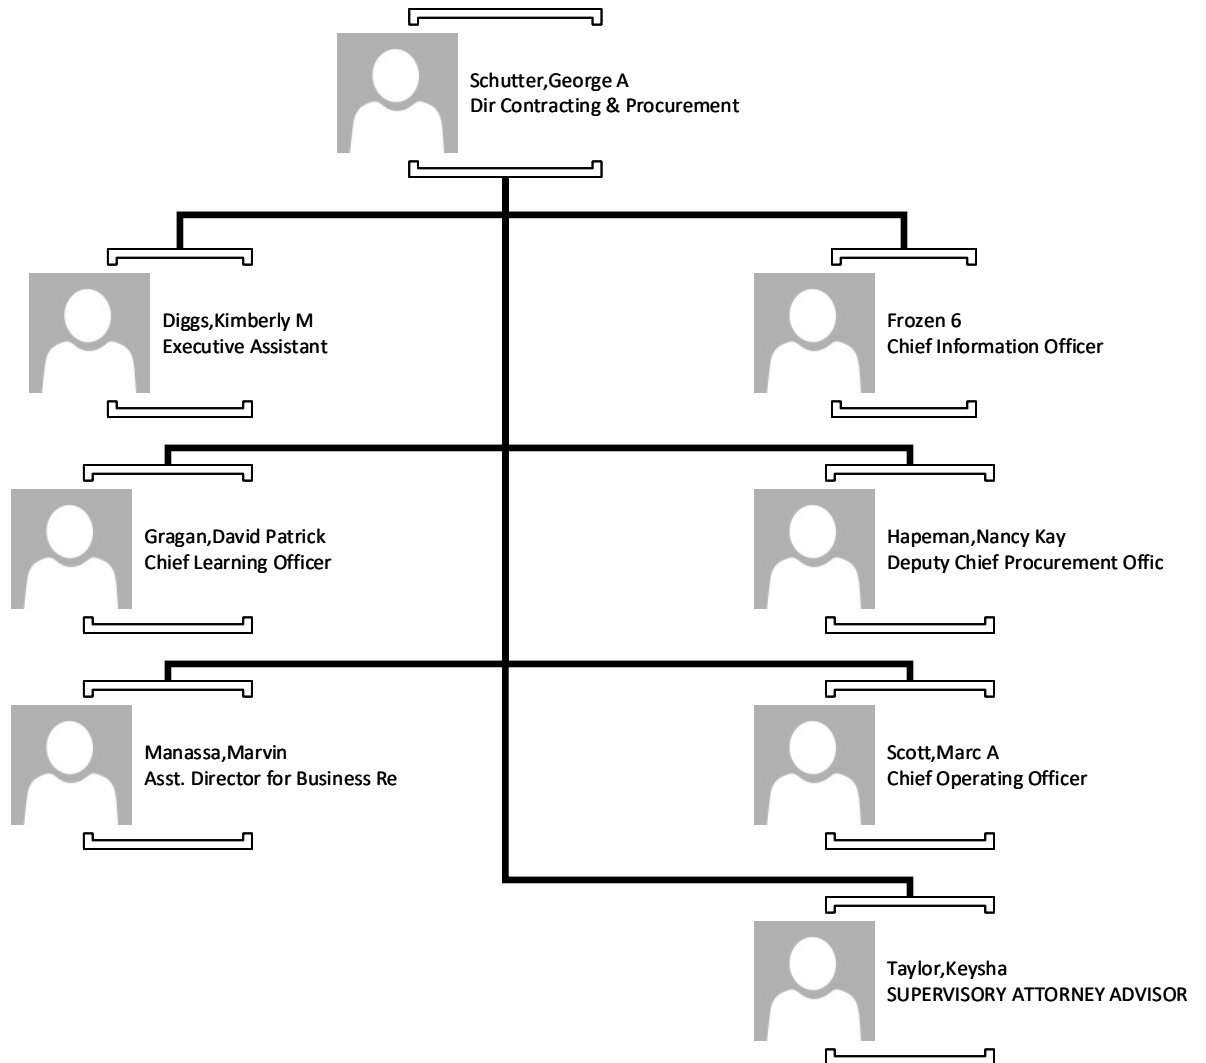 Schutter,George A
Dir Contracting & Procurement
Diggs,Kimberly M
Executive Assistant
Frozen 6
Chief Information Officer
Gragan,David Patrick
Chief Learning Officer
Hapeman,Nancy Kay
Deputy Chief Procurement Offic
Manassa,Marvin
Asst. Director for Business Re
Scott,Marc A
Chief Operating Officer
Taylor,Keysha
SUPERVISORY ATTORNEY ADVISOR